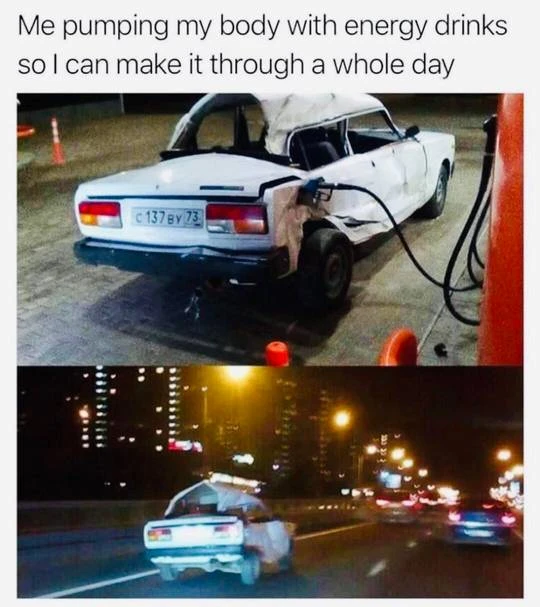 Me pumping my body with energy drinks
so I can make it through a whole day
с 137 ву 73